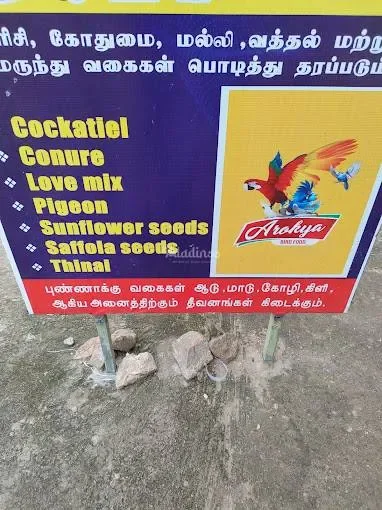 கோதுமை, மல்லி ,வத்தல் மற்று
மருந்து வகைகள் பொடித்து தரப்படும்
Cockatiel
Conure
Love mix
Pigeon
Sunflower seeds
Saffola seeds
Thinai
Arokya
BIRD FOOD
புண்ணாக்கு வகைகள் ஆடு,மாடு,கோழி,கிளி,
ஆகிய அனைத்திற்கும் தீவனங்கள் கிடைக்கும்.